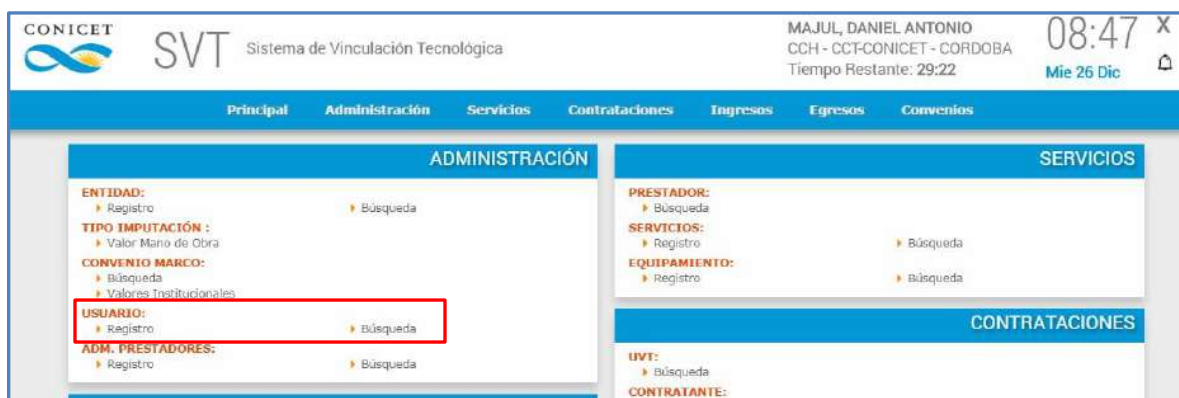 CONICET
SVT Sistema de Vinculación Tecnológica
MAJUL, DANIEL ANTONIO
CCH - CCT-CONICET - CORDOBA
Tiempo Restante: 29:22
08:47 X
Mie 26 Dic
Principal Administración Servicios Contrataciones Ingresos Egresos Convenios
ADMINISTRACIÓN
ENTIDAD:
Registro Búsqueda
TIPO IMPUTACIÓN :
Valor Mano de Obra
CONVENIO MARCO:
Búsqueda
Valores Institucionales
USUARIO:
Registro Búsqueda
ADM. PRESTADORES:
Registro Búsqueda
SERVICIOS
PRESTADOR:
Búsqueda
SERVICIOS:
Registro Búsqueda
EQUIPAMIENTO:
Registro Búsqueda
CONTRATACIONES
UVT:
Búsqueda
CONTRATANTE: